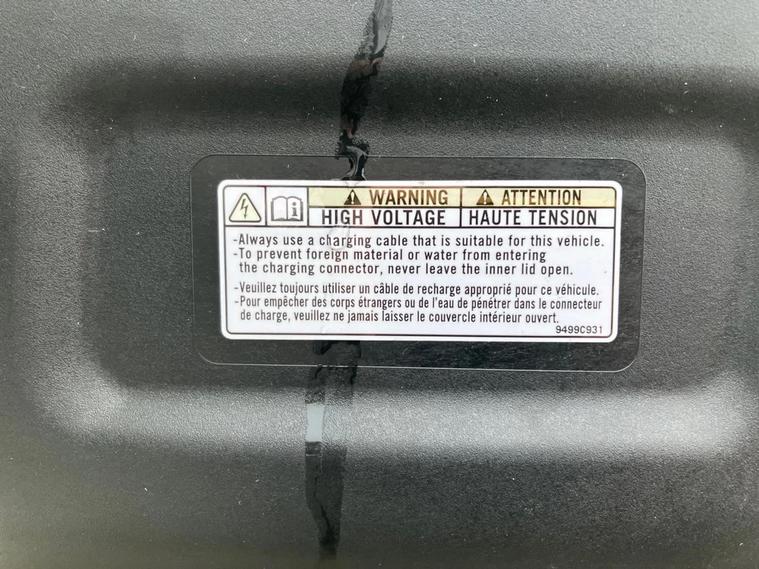 WARNING ATTENTION
HIGH VOLTAGE HAUTE TENSION
-Always use a charging cable that is suitable for this vehicle.
-To prevent foreign material or water from entering
the charging connector, never leave the inner lid open.
-Veuillez toujours utiliser un câble de recharge approprié pour ce véhicule.
-Pour empêcher des corps étrangers ou de l'eau de pénétrer dans le connecteur
de charge, veuillez ne jamais laisser le couvercle intérieur ouvert.
9499C931